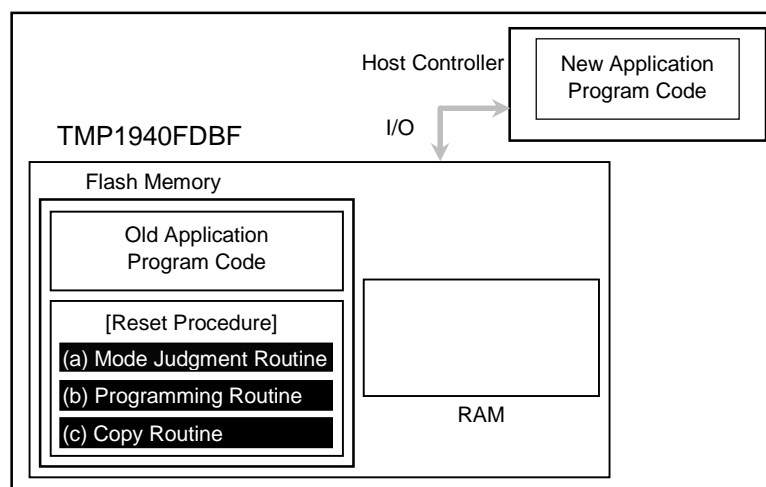 Host Controller
New Application
Program Code
I/O
TMP1940FDBF
Flash Memory
Old Application
Program Code
[Reset Procedure]
(a) Mode Judgment Routine
(b) Programming Routine
(c) Copy Routine
RAM